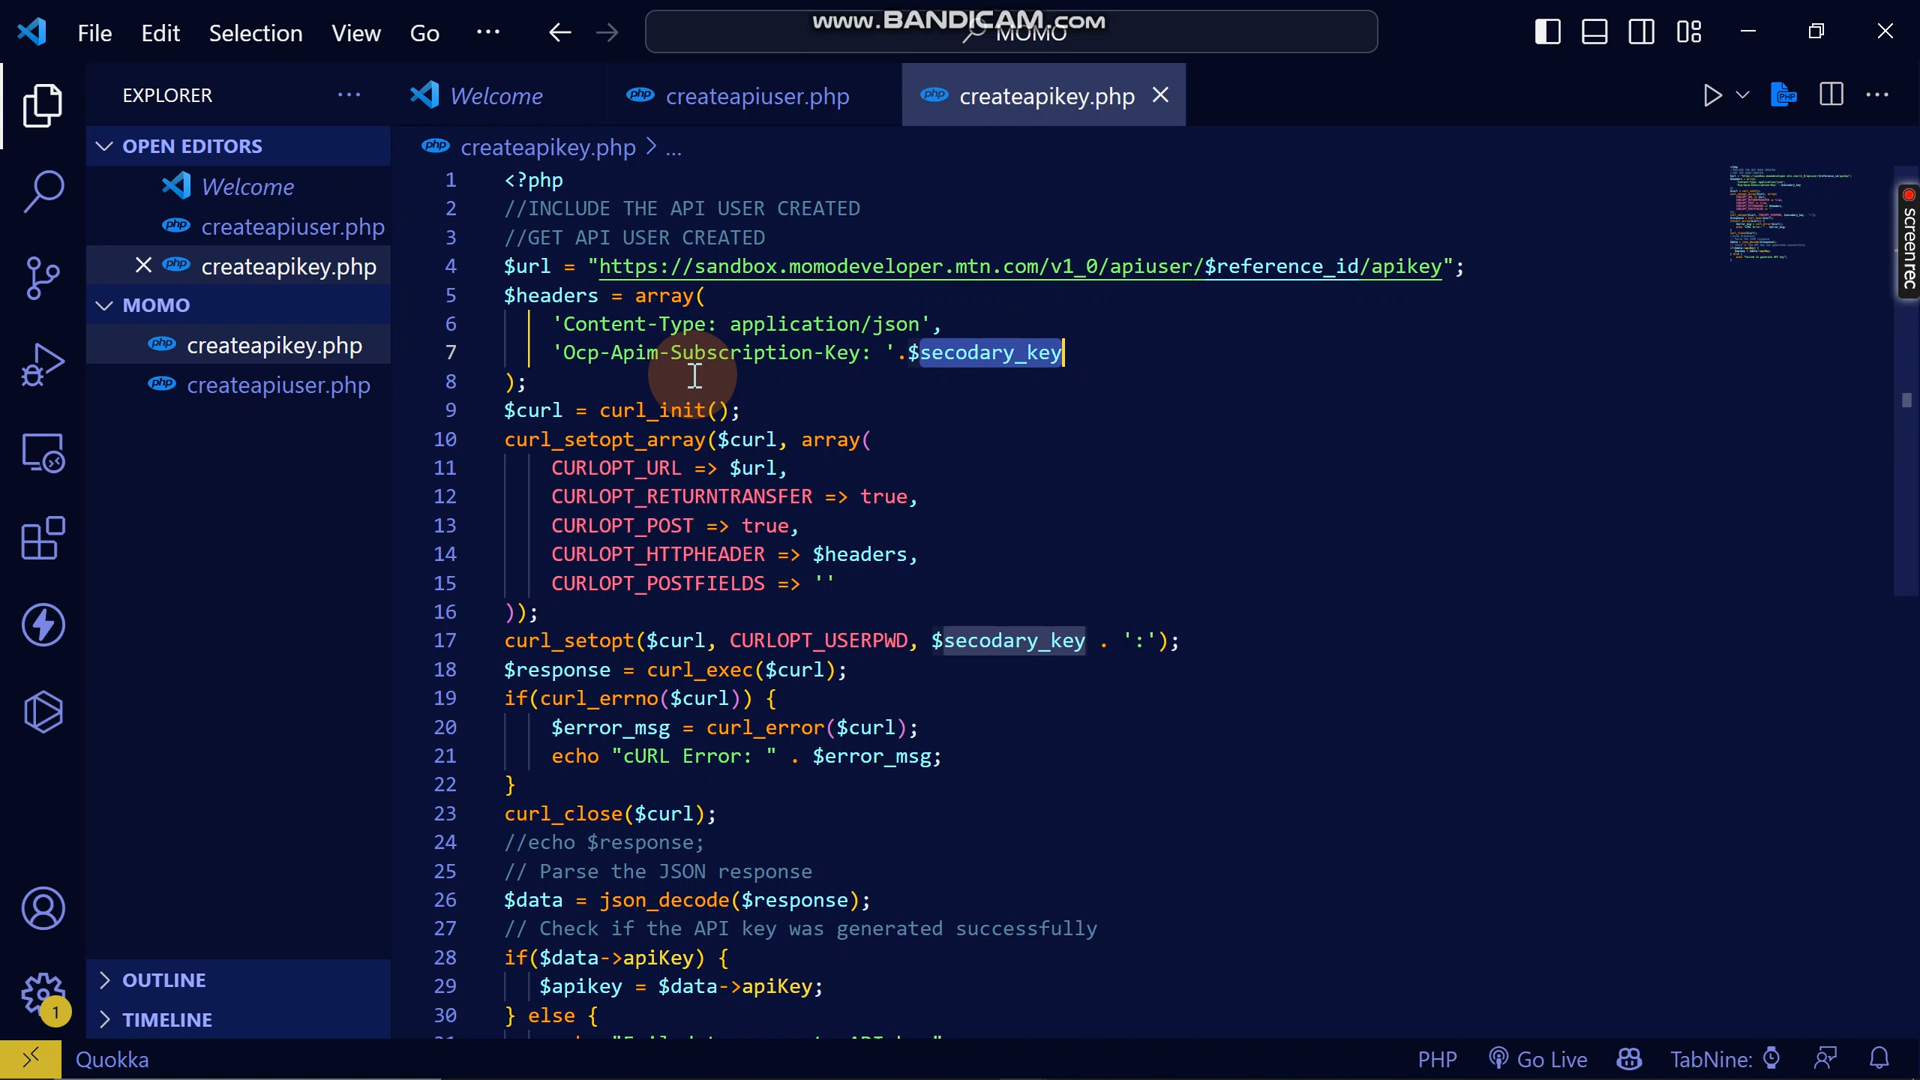 www.BANDICAM.com
File Edit Selection View Go ... MOMO
EXPLORER ...
Welcome createapiuser.php createapikey.php
OPEN EDITORS
Welcome
createapiuser.php
createapikey.php
MOMO
createapikey.php
createapiuser.php
OUTLINE
TIMELINE
createapikey.php > ...
1 <?php
2 //INCLUDE THE API USER CREATED
3 //GET API USER CREATED
4 $url = "https://sandbox.momodeveloper.mtn.com/v1_0/apiuser/$reference_id/apikey";
5 $headers = array(
6 'Content-Type: application/json',
7 'Ocp-Apim-Subscription-Key: '.$secodary_key
8 );
9 $curl = curl_init();
10 curl_setopt_array($curl, array(
11 CURLOPT_URL => $url,
12 CURLOPT_RETURNTRANSFER => true,
13 CURLOPT_POST => true,
14 CURLOPT_HTTPHEADER => $headers,
15 CURLOPT_POSTFIELDS => ''
16 ));
17 curl_setopt($curl, CURLOPT_USERPWD, $secodary_key . ':');
18 $response = curl_exec($curl);
19 if(curl_errno($curl)) {
20 $error_msg = curl_error($curl);
21 echo "cURL Error: " . $error_msg;
22 }
23 curl_close($curl);
24 //echo $response;
25 // Parse the JSON response
26 $data = json_decode($response);
27 // Check if the API key was generated successfully
28 if($data->apiKey) {
29 $apikey = $data->apiKey;
30 } else {
screenrec
1
Quokka PHP Go Live TabNine: